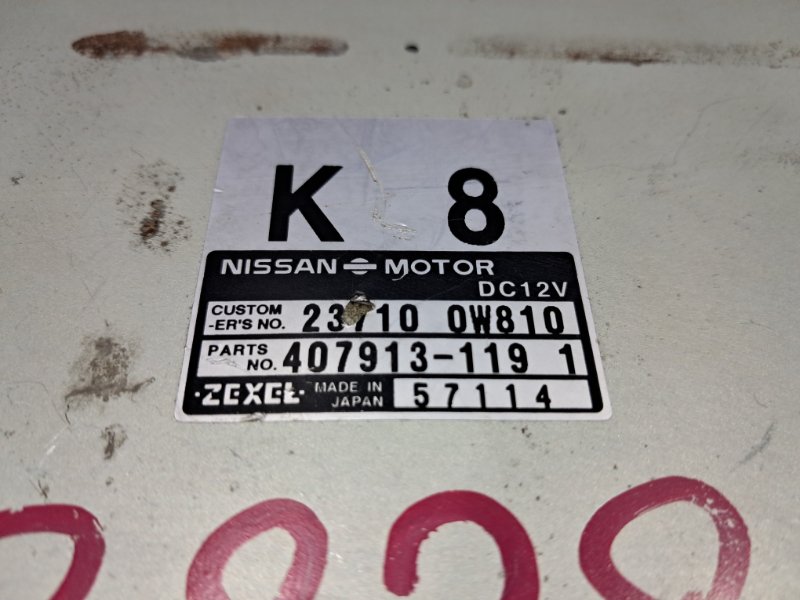 K 8
NISSAN MOTOR
DC12V
CUSTOM
-ER'S NO. 23710 0W810
PARTS
NO. 407913-119 1
·ZEXEL· MADE IN
JAPAN 57114